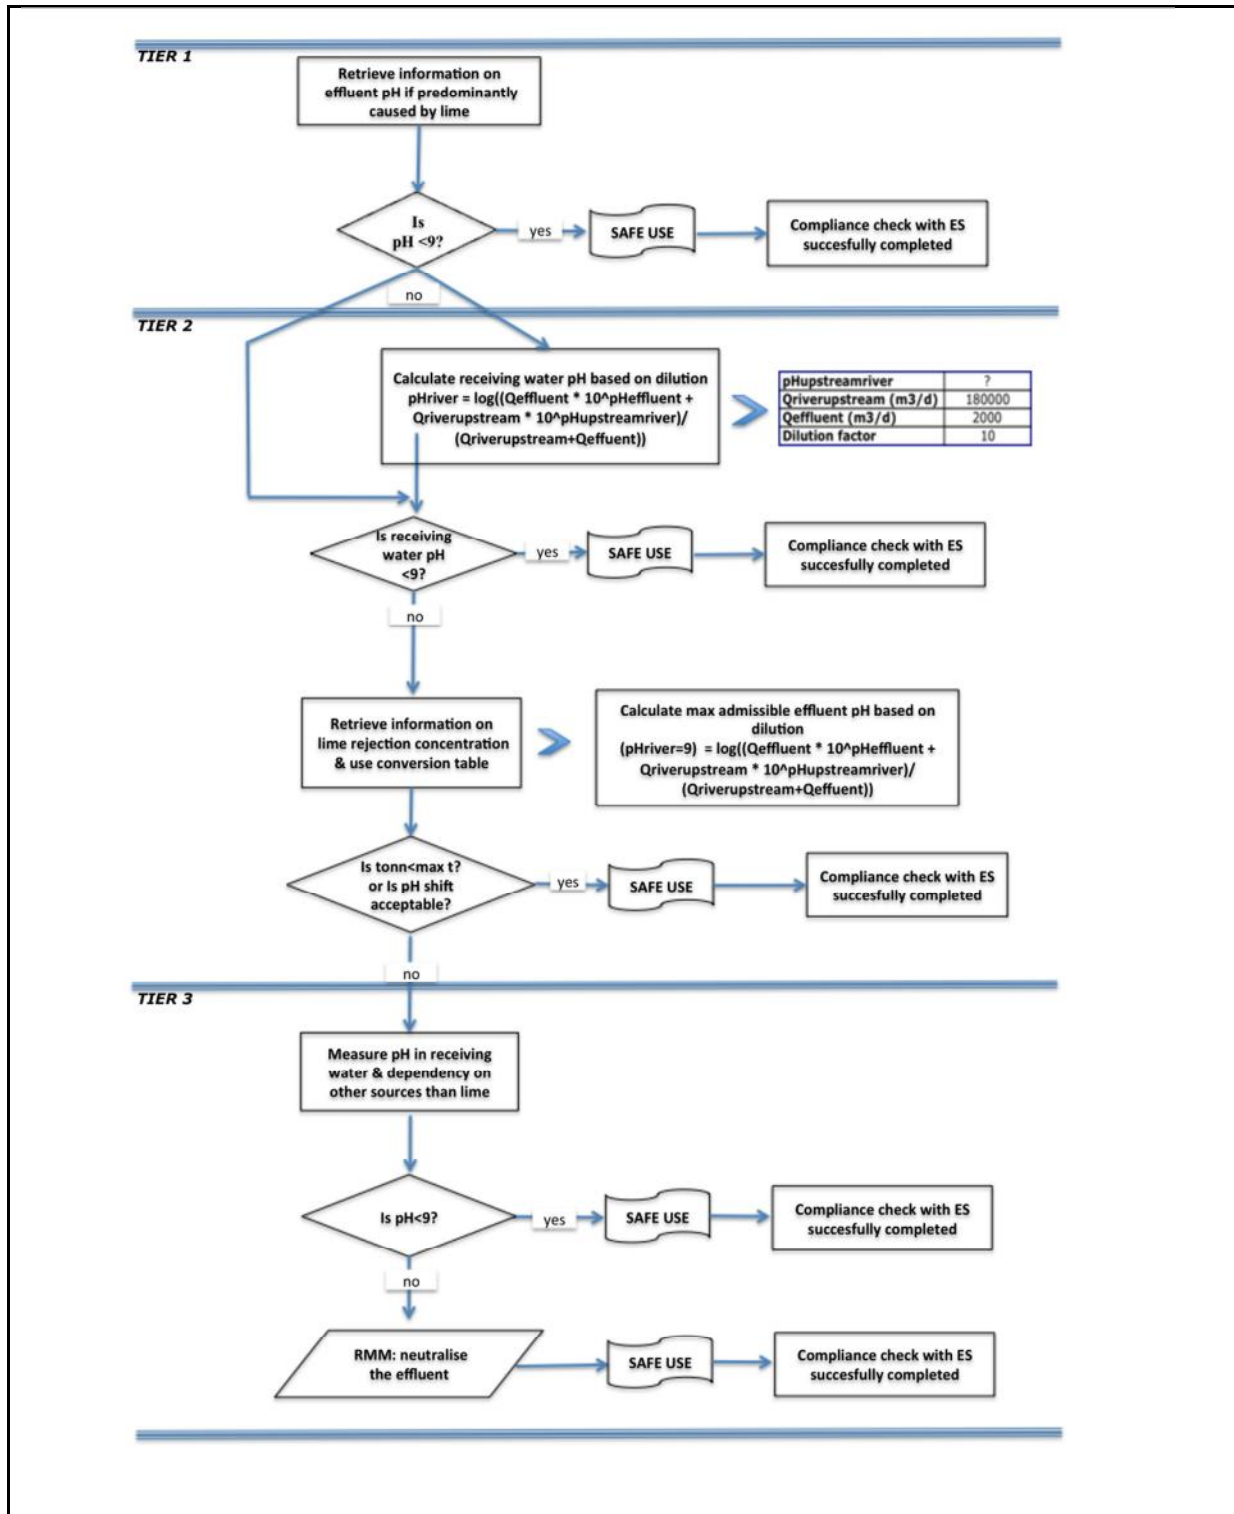 TIER 1
Retrieve information on
effluent pH if predominantly
caused by lime
Is
pH <9?
yes
SAFE USE
Compliance check with ES
succesfully completed
no
TIER 2
Calculate receiving water pH based on dilution
pHriver = log((Qeffluent * 10^pHeffluent +
Qriverupstream * 10^pHupstreamriver)/
(Qriverupstream+Qeffuent))
pHupstreamriver ?
Qriverupstream (m3/d) 180000
Qeffluent (m3/d) 2000
Dilution factor 10
Is receiving
water pH
<9?
yes
SAFE USE
Compliance check with ES
succesfully completed
no
Retrieve information on
lime rejection concentration
& use conversion table
Calculate max admissible effluent pH based on
dilution
(pHriver=9) = log((Qeffluent * 10^pHeffluent +
Qriverupstream * 10^pHupstreamriver)/
(Qriverupstream+Qeffuent))
Is tonn<max t?
or Is pH shift
acceptable?
yes
SAFE USE
Compliance check with ES
succesfully completed
no
TIER 3
Measure pH in receiving
water & dependency on
other sources than lime
Is pH<9?
yes
SAFE USE
Compliance check with ES
succesfully completed
no
RMM: neutralise
the effluent
SAFE USE
Compliance check with ES
succesfully completed